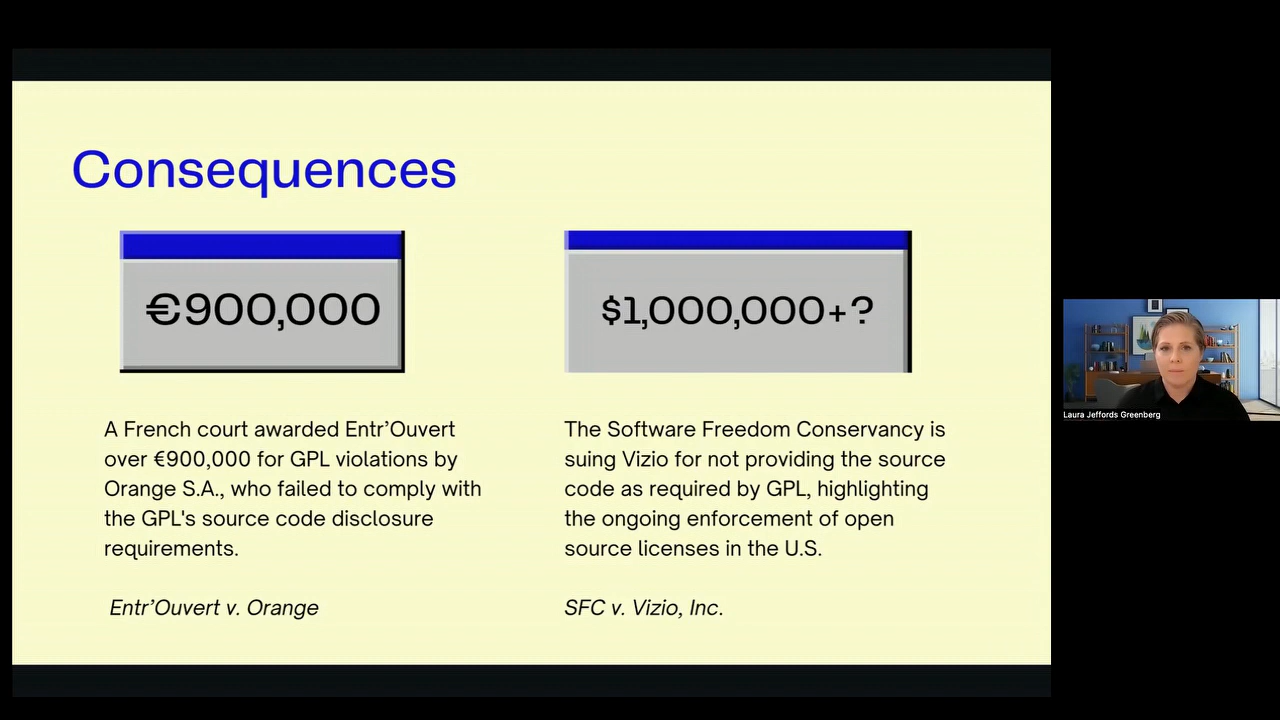 Consequences
€900,000
A French court awarded Entr’Ouvert
over €900,000 for GPL violations by
Orange S.A., who failed to comply with
the GPL's source code disclosure
requirements.
Entr’Ouvert v. Orange
$1,000,000+?
The Software Freedom Conservancy is
suing Vizio for not providing the source
code as required by GPL, highlighting
the ongoing enforcement of open
source licenses in the U.S.
SFC v. Vizio, Inc.
Laura Jeffords Greenberg